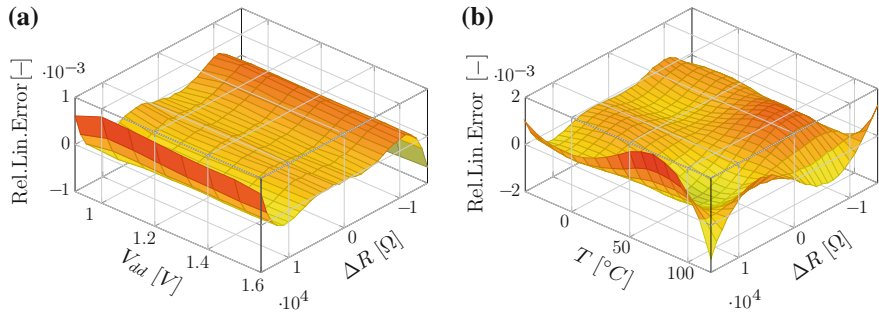 (a)
Rel.Lin.Error [−]
·10⁻³
1
0
−1
1
1.2
1.4
1.6
V_dd [V]
1
0
−1
·10⁴
ΔR [Ω]
(b)
Rel.Lin.Error [−]
·10⁻³
2
0
−2
0
50
100
T [°C]
1
0
−1
·10⁴
ΔR [Ω]